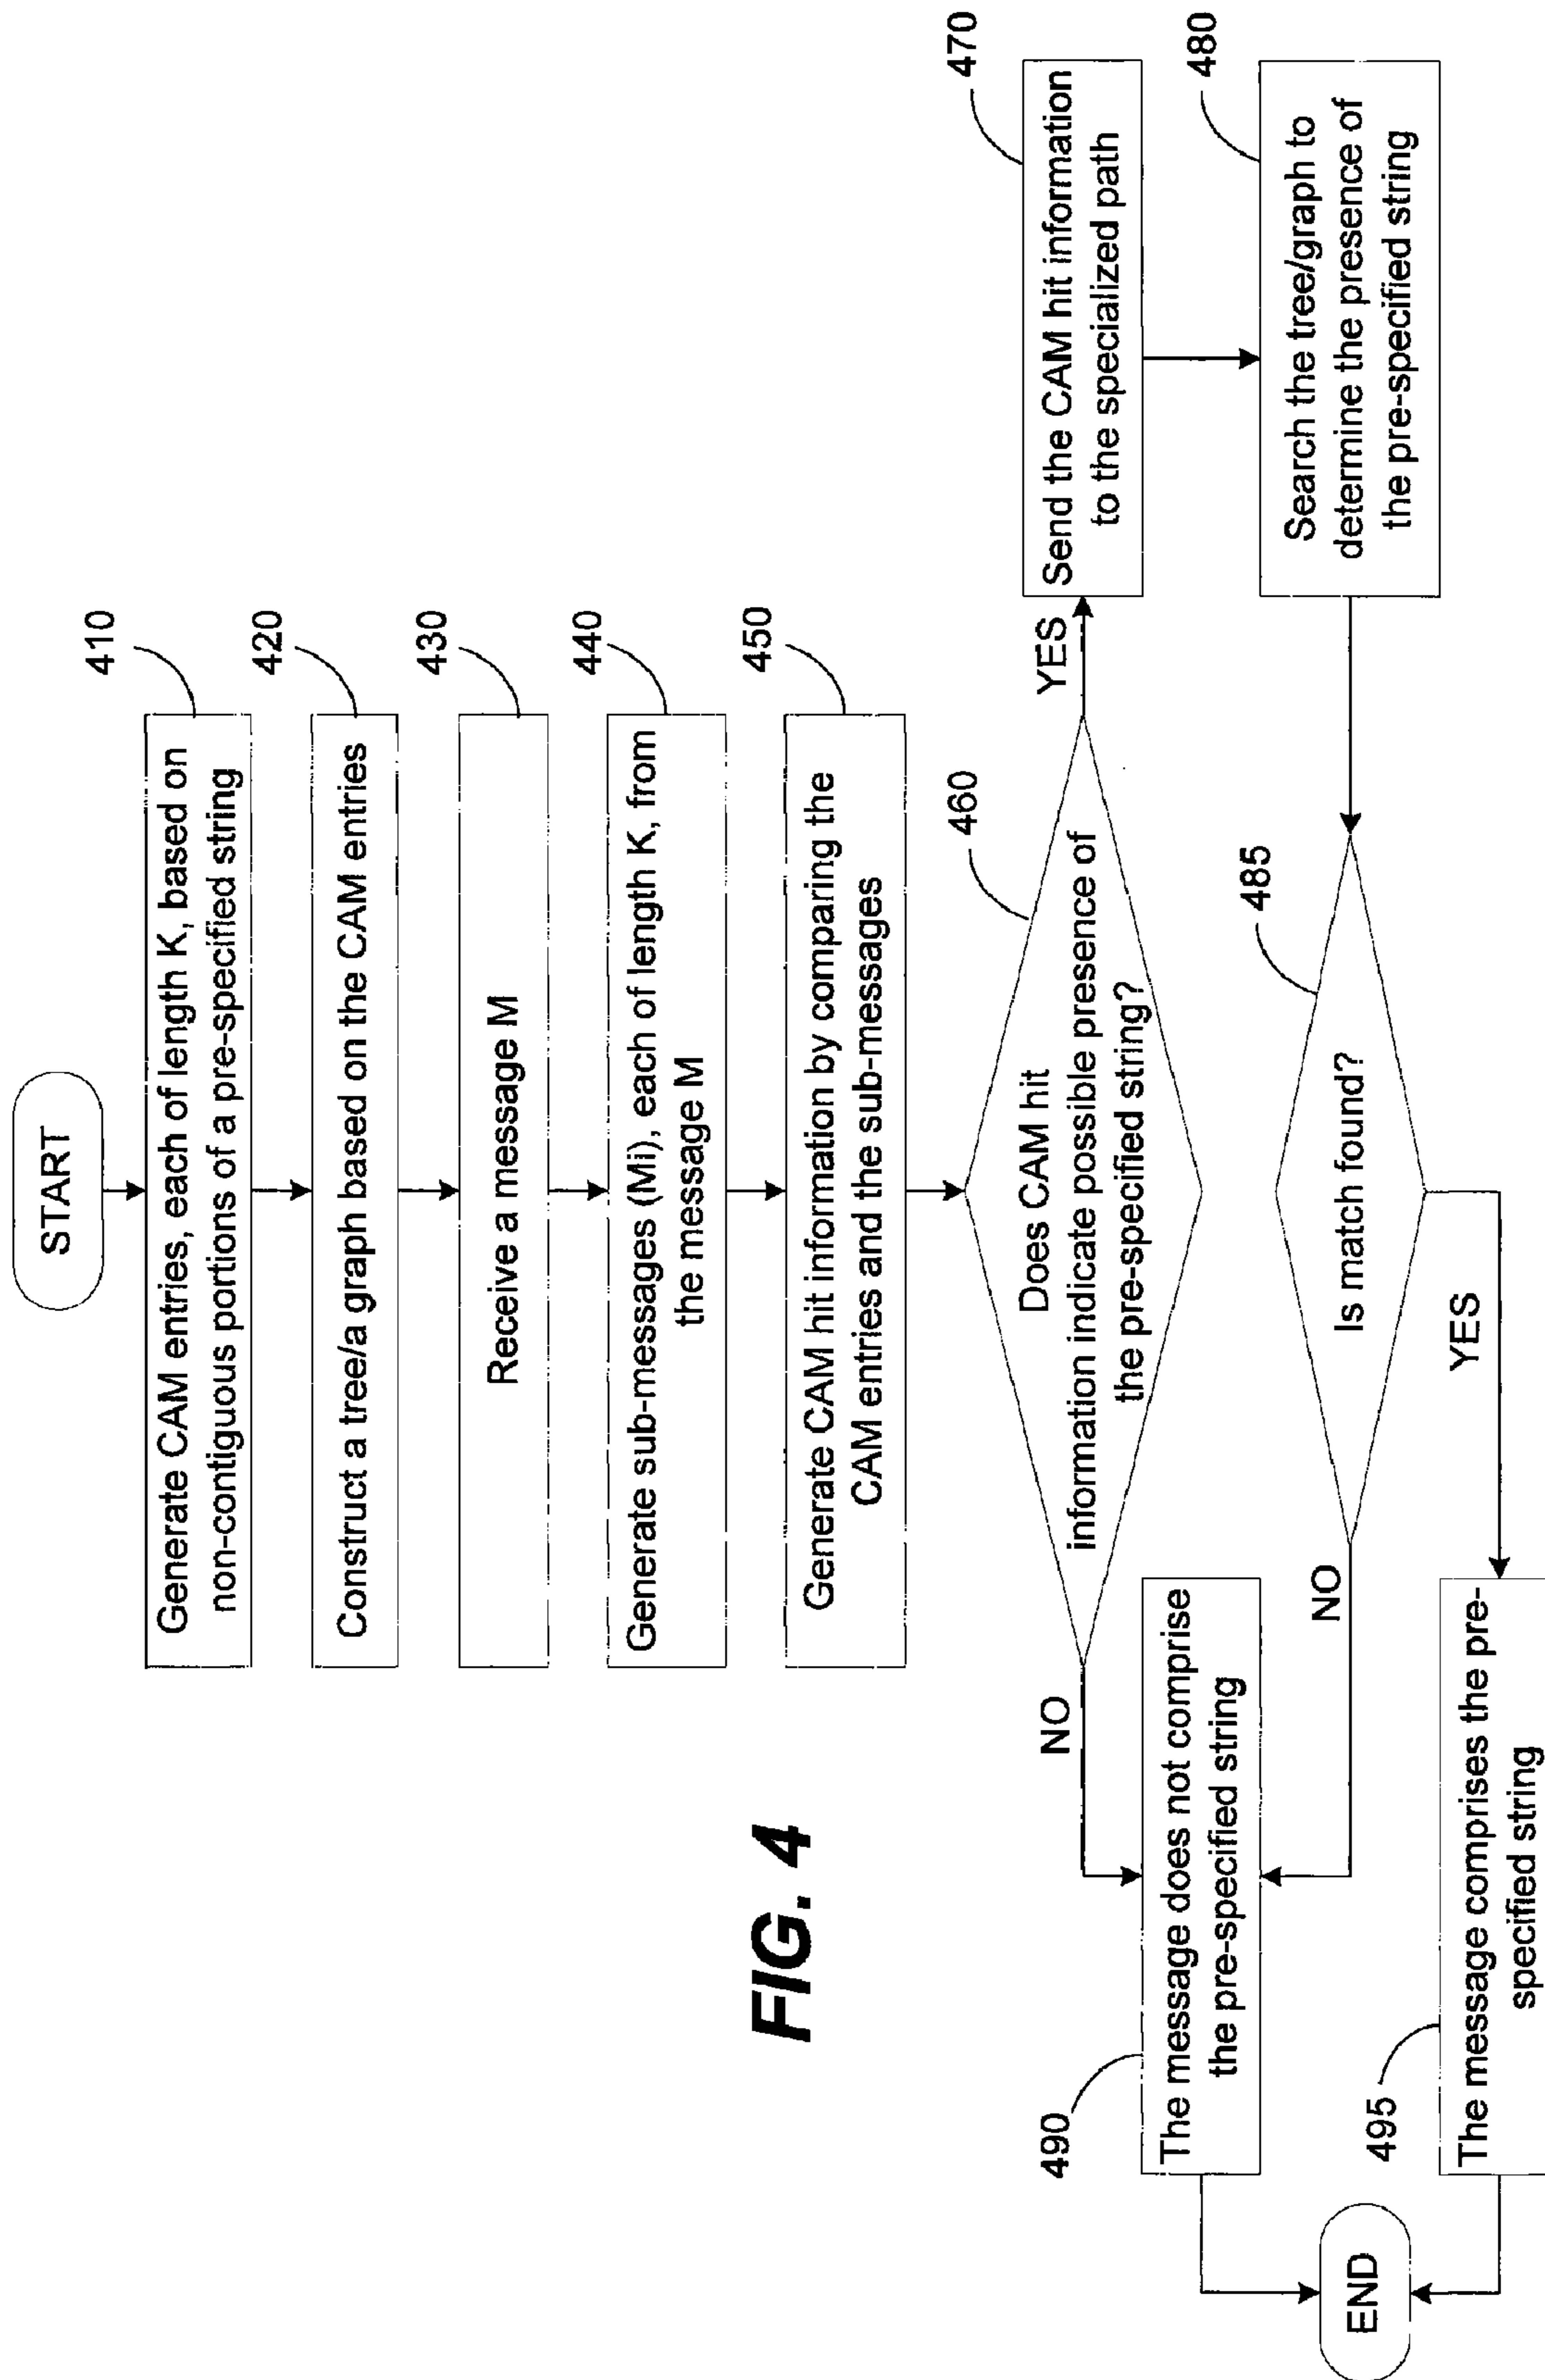 START
410
Generate CAM entries, each of length K, based on
non-contiguous portions of a pre-specified string
420
Construct a tree/a graph based on the CAM entries
430
Receive a message M
440
Generate sub-messages (Mi), each of length K, from
the message M
450
Generate CAM hit information by comparing the
CAM entries and the sub-messages
460
Does CAM hit
information indicate possible presence of
the pre-specified string?
NO
YES
470
Send the CAM hit information
to the specialized path
480
Search the tree/graph to
determine the presence of
the pre-specified string
485
Is match found?
NO
YES
490
The message does not comprise
the pre-specified string
495
The message comprises the pre-
specified string
END
FIG. 4